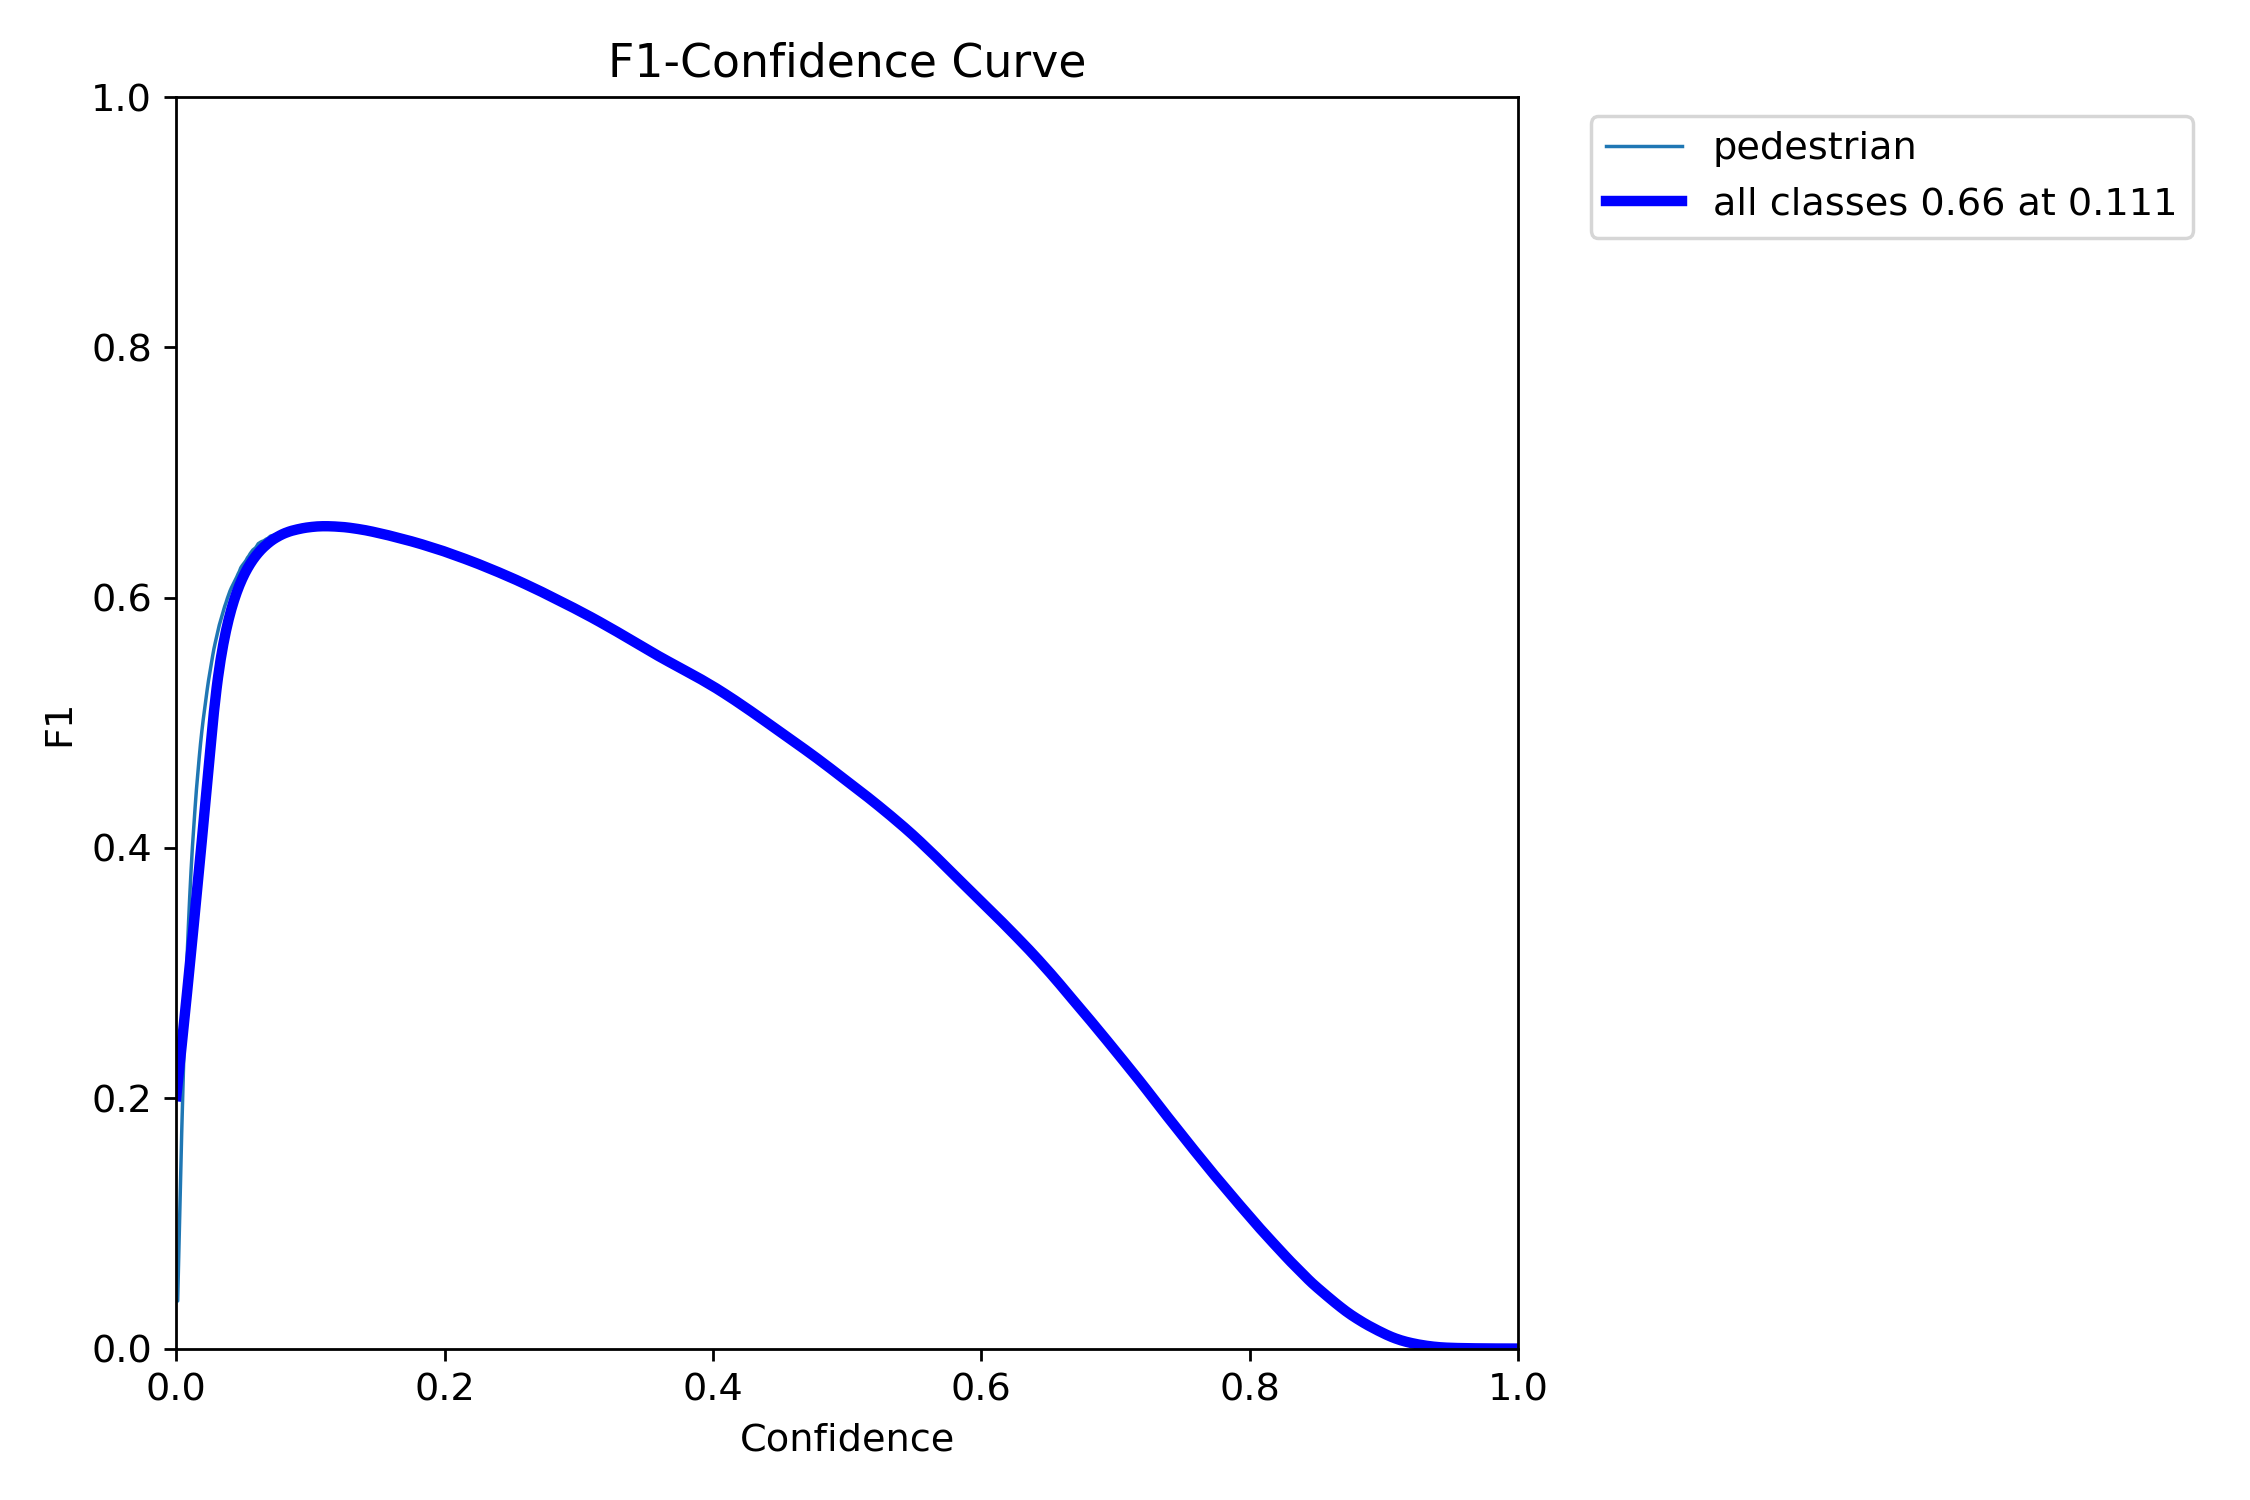 F1-Confidence Curve
1.0
0.8
0.6
0.4
0.2
0.0
F1
0.0 0.2 0.4 0.6 0.8 1.0
Confidence
pedestrian
all classes 0.66 at 0.111